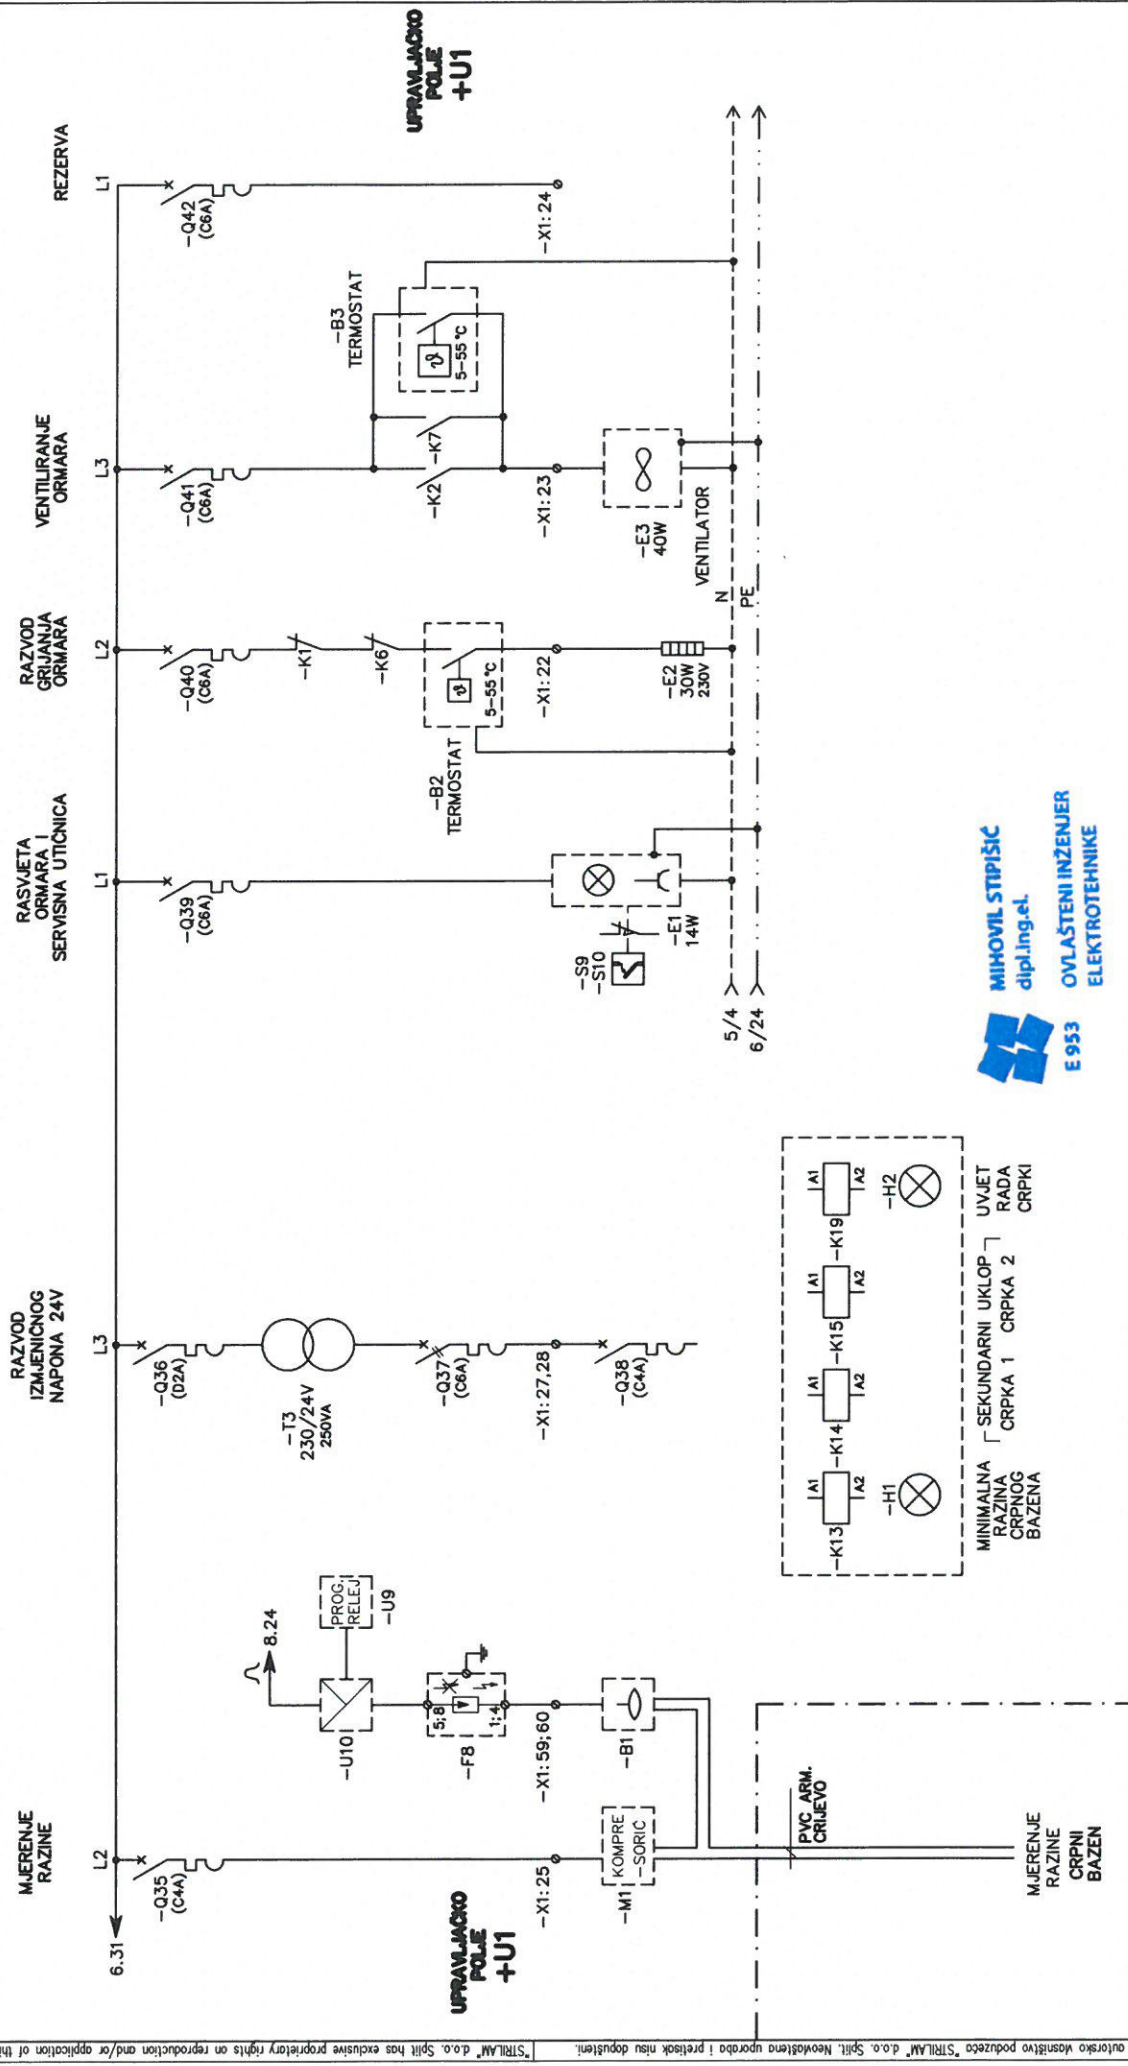 MJERENJE
RAZINE
RAZVOD
IZMJENIČNOG
NAPONA 24V
RASVJETA
ORMARA I
SERVISNA UTIČNICA
RAZVOD
GRIJANJA
ORMARA
VENTILIRANJE
ORMARA
REZERVA
6.31
L2
L3
L1
L2
L3
L1
-Q35
(C4A)
-Q36
(D2A)
-Q39
(C6A)
-Q40
(C6A)
-Q41
(C6A)
-Q42
(C6A)
8.24
PROG.
RELEJ
-U9
-U10
-T3
230/24V
250VA
-K1
-K6
-B3
TERMOSTAT
5-55°C
UPRAVLJAČKO
POLJE
+U1
5;8
1;4
-F8
-Q37
(C6A)
-B2
TERMOSTAT
5-55°C
-K2
-K7
UPRAVLJAČKO
POLJE
+U1
-X1:25
-X1:59;60
-X1:27,28
-X1:22
-X1:23
-X1:24
KOMPRE
-SORIĆ
-M1
-B1
-Q38
(C4A)
-S9
-S10
-E1
14W
-E2
30W
230V
-E3
40W
VENTILATOR
N
PE
5/4
6/24
PVC ARM.
CRIJEVO
MJERENJE
RAZINE
CRPNI
BAZEN
A1 A1 A1 A1
-K13 -K14 -K15 -K19
A2 A2 A2 A2
-H1 -H2
MINIMALNA
RAZINA
CRPNOG
BAZENA
SEKUNDARNI UKLOP
CRPKA 1 CRPKA 2
UVJET
RADA
CRPKI
MIHOVIL STIPIŠIĆ
dipl.ing.el.
E 953 OVLAŠTENI INŽENJER
ELEKTROTEHNIKE
"STRILAM" d.o.o. Split has exclusive proprietary rights on reproduction and/or application of
autorsko vlasništvo poduzeća "STRILAM" d.o.o. Split. Neovlaštena uporaba i pretisak nisu dopušteni.